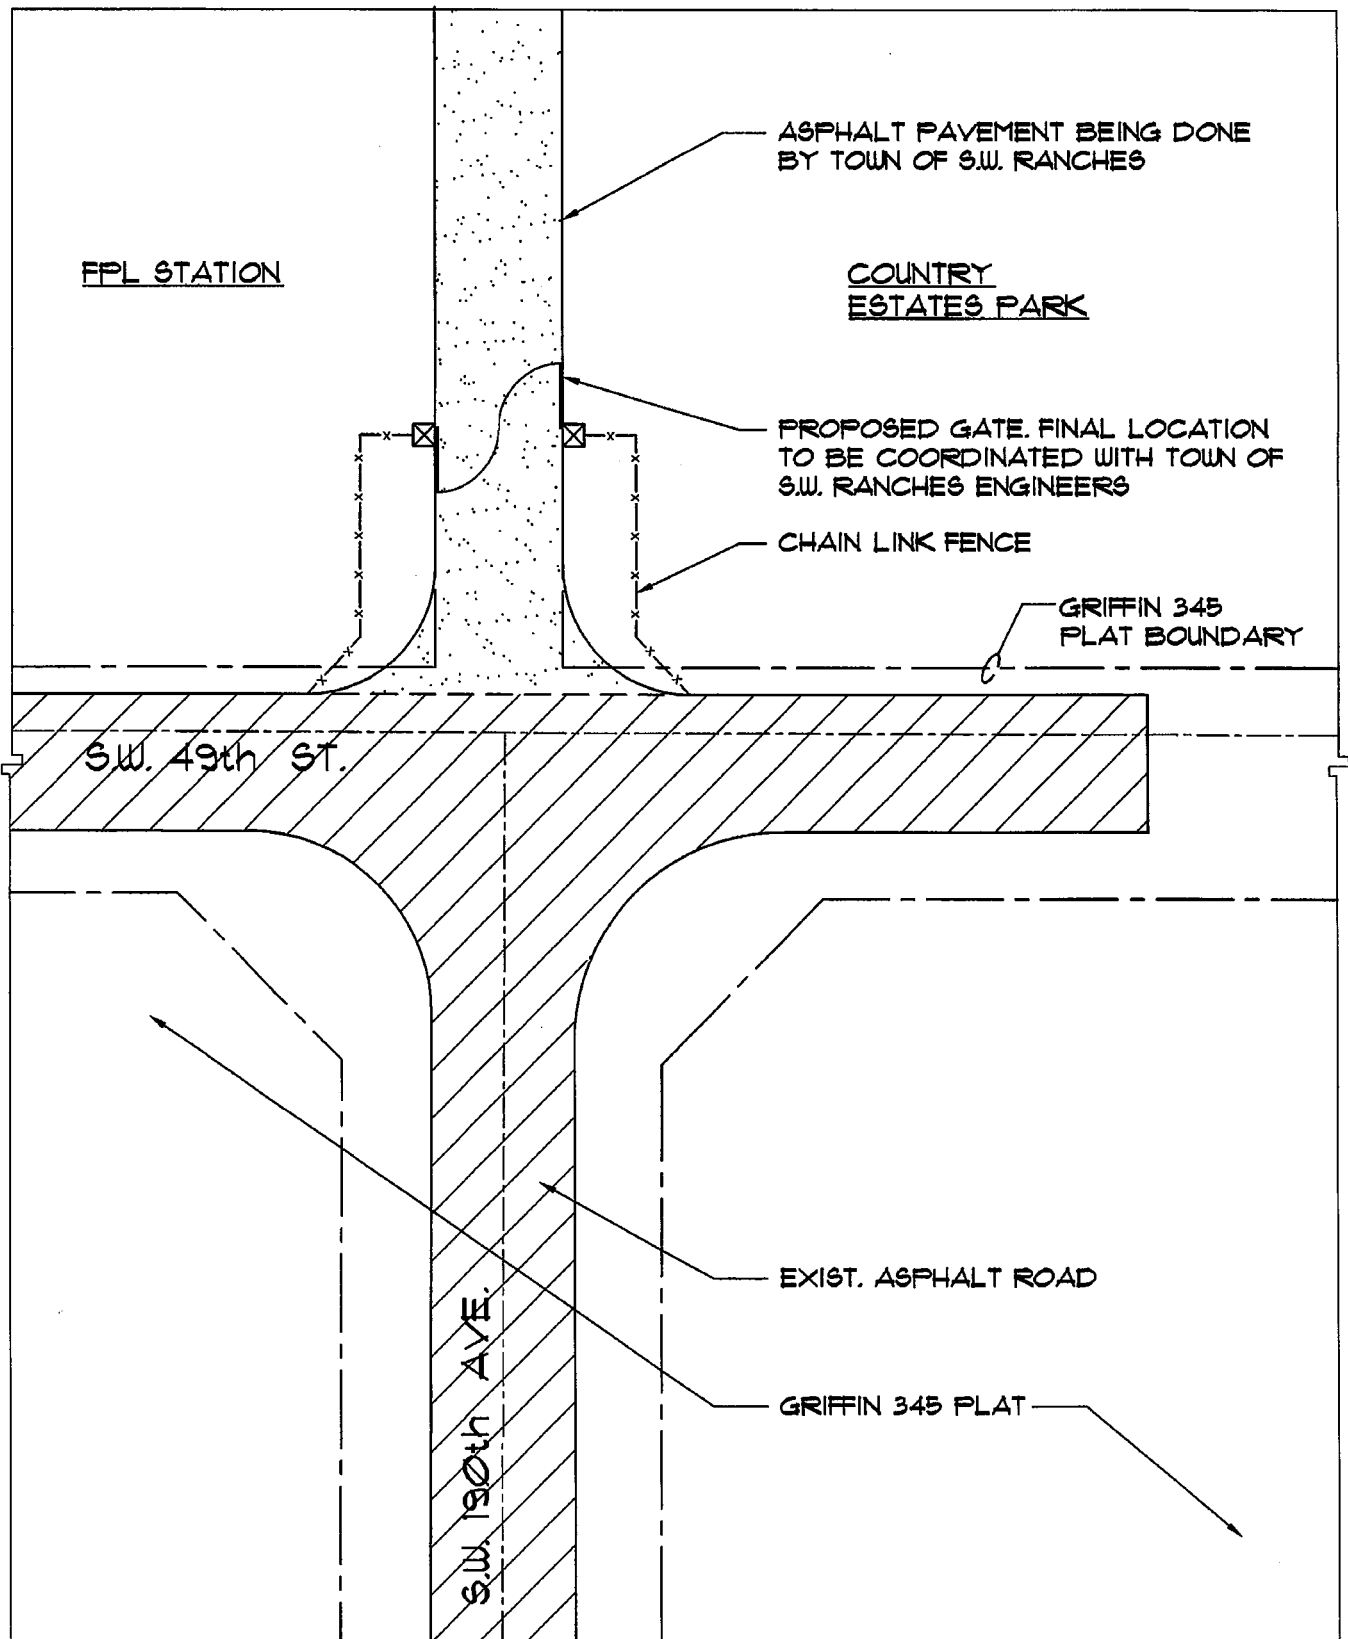 ASPHALT PAVEMENT BEING DONE
BY TOWN OF S.W. RANCHES
FPL STATION
COUNTRY
ESTATES PARK
PROPOSED GATE. FINAL LOCATION
TO BE COORDINATED WITH TOWN OF
S.W. RANCHES ENGINEERS
CHAIN LINK FENCE
GRIFFIN 345
PLAT BOUNDARY
S.W. 49th ST.
EXIST. ASPHALT ROAD
S.W. 190th AVE.
GRIFFIN 345 PLAT